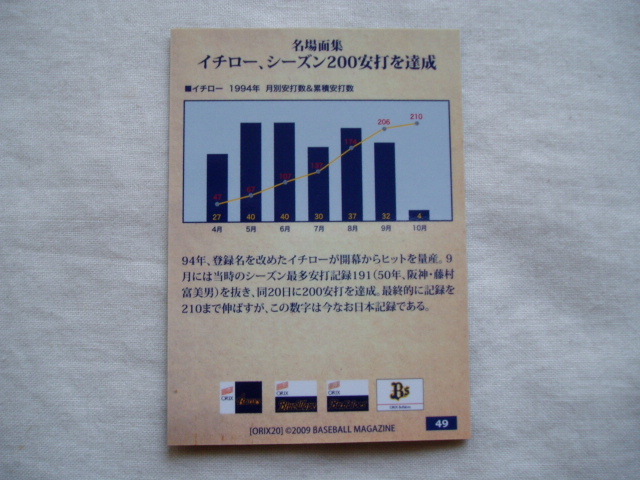 名場面集
イチロー、シーズン200安打を達成
■イチロー 1994年 月別安打数&累積安打数
206
210
27
40
40
30
37
32
4
4月
5月
6月
7月
8月
9月
10月
94年、登録名を改めたイチローが開幕からヒットを量産。9
月には当時のシーズン最多安打記録191(50年、阪神・藤村
富美男)を抜き、同20日に200安打を達成。最終的に記録を
210まで伸ばすが、この数字は今なお日本記録である。
ORIX
ORIX
ORIX
Bs
[ORIX20] ©2009 BASEBALL MAGAZINE
49